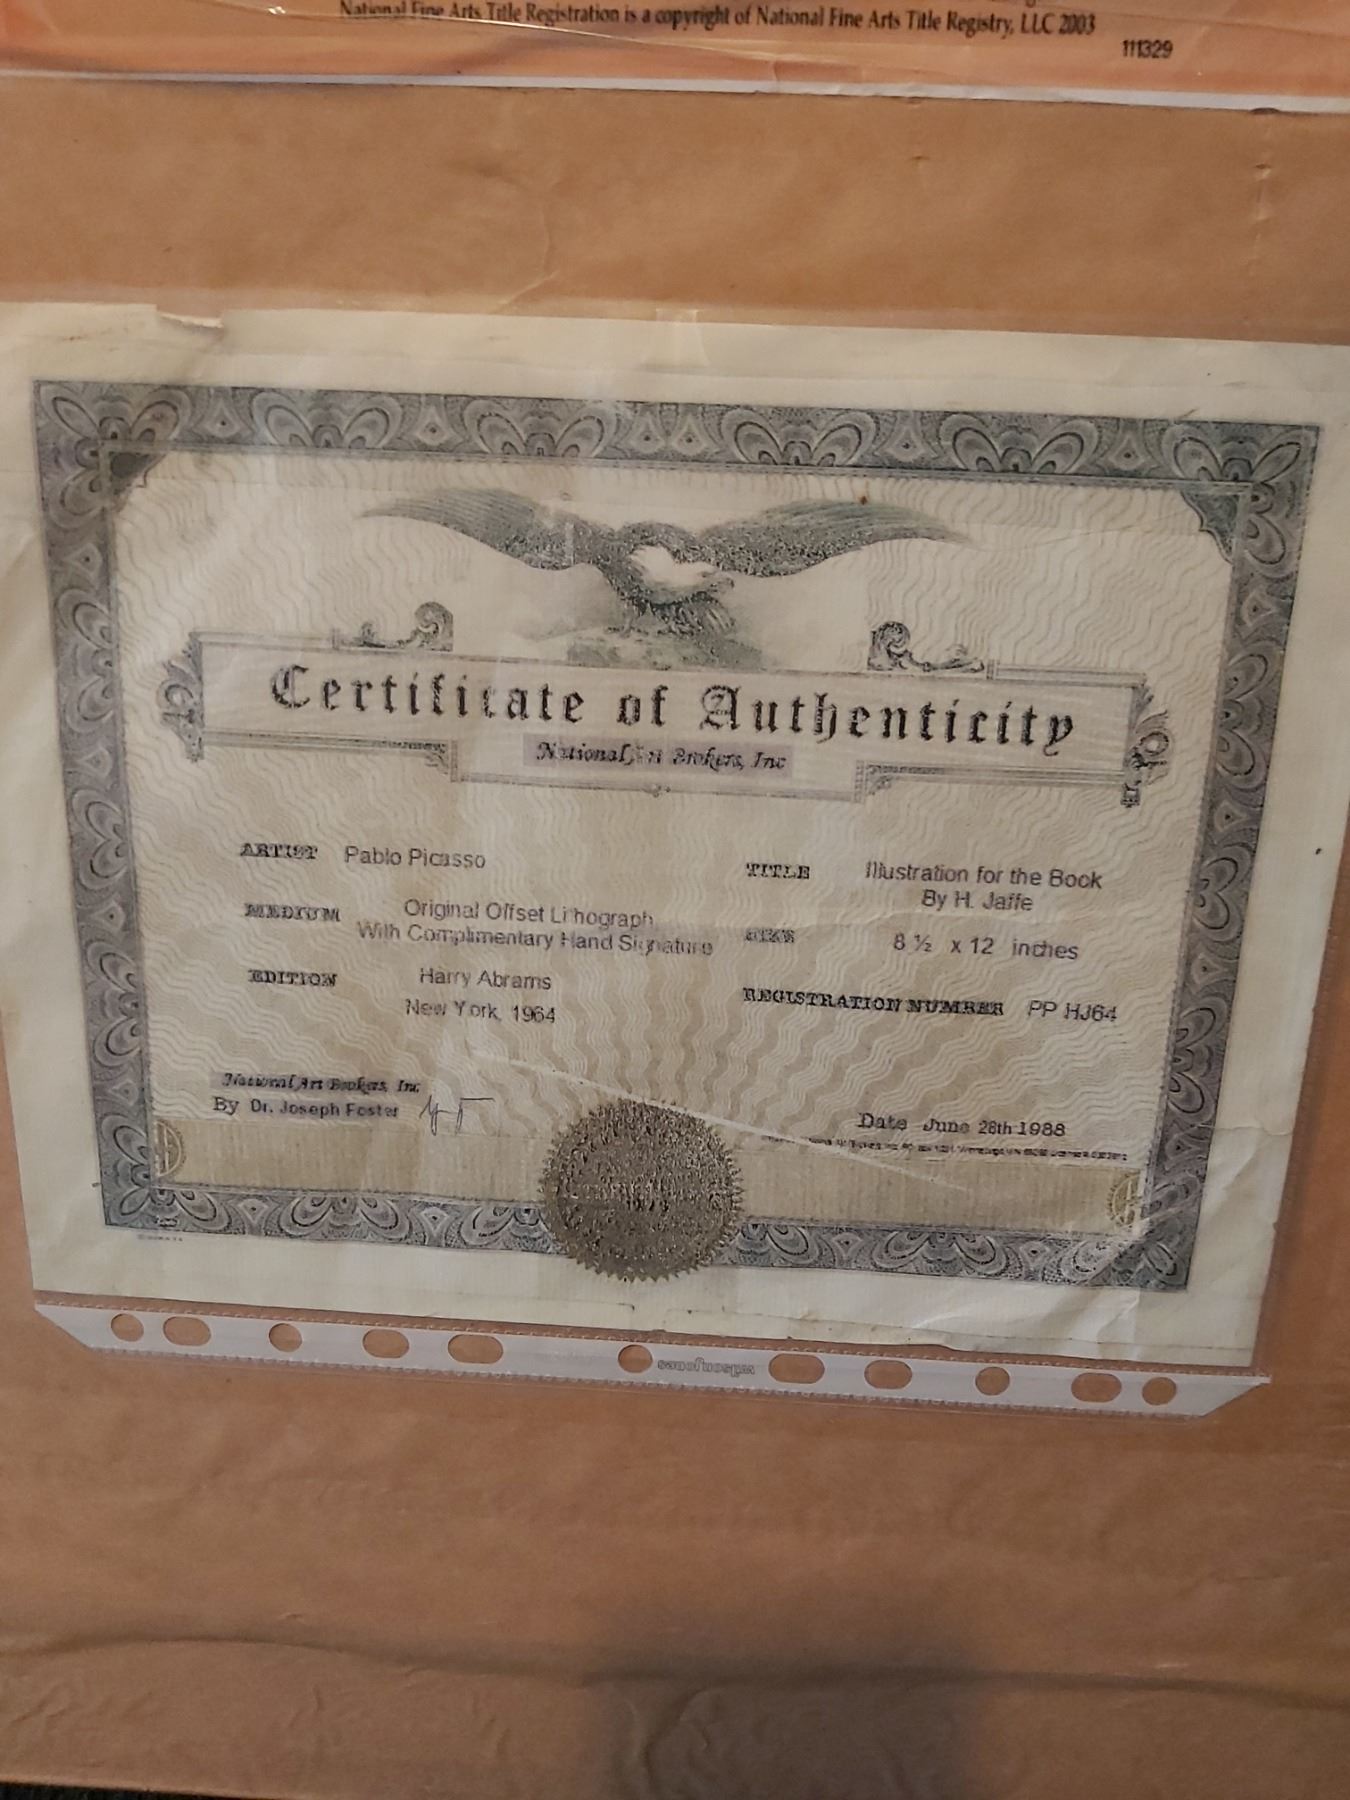 National Fine Arts Title Registration is a copyright of National Fine Arts Title Registry, LLC 2003
111329
Certificate of Authenticity
National Art Brokers, Inc
ARTIST Pablo Picasso
TITLE Illustration for the Book
By H. Jaffe
MEDIUM Original Offset Lithograph
With Complimentary Hand Signature
SIZE 8 ½ x 12 inches
EDITION Harry Abrams
New York, 1964
REGISTRATION NUMBER PP HJ64
National Art Brokers, Inc.
By Dr. Joseph Foster
Date June 28th 1988
wilsonjones